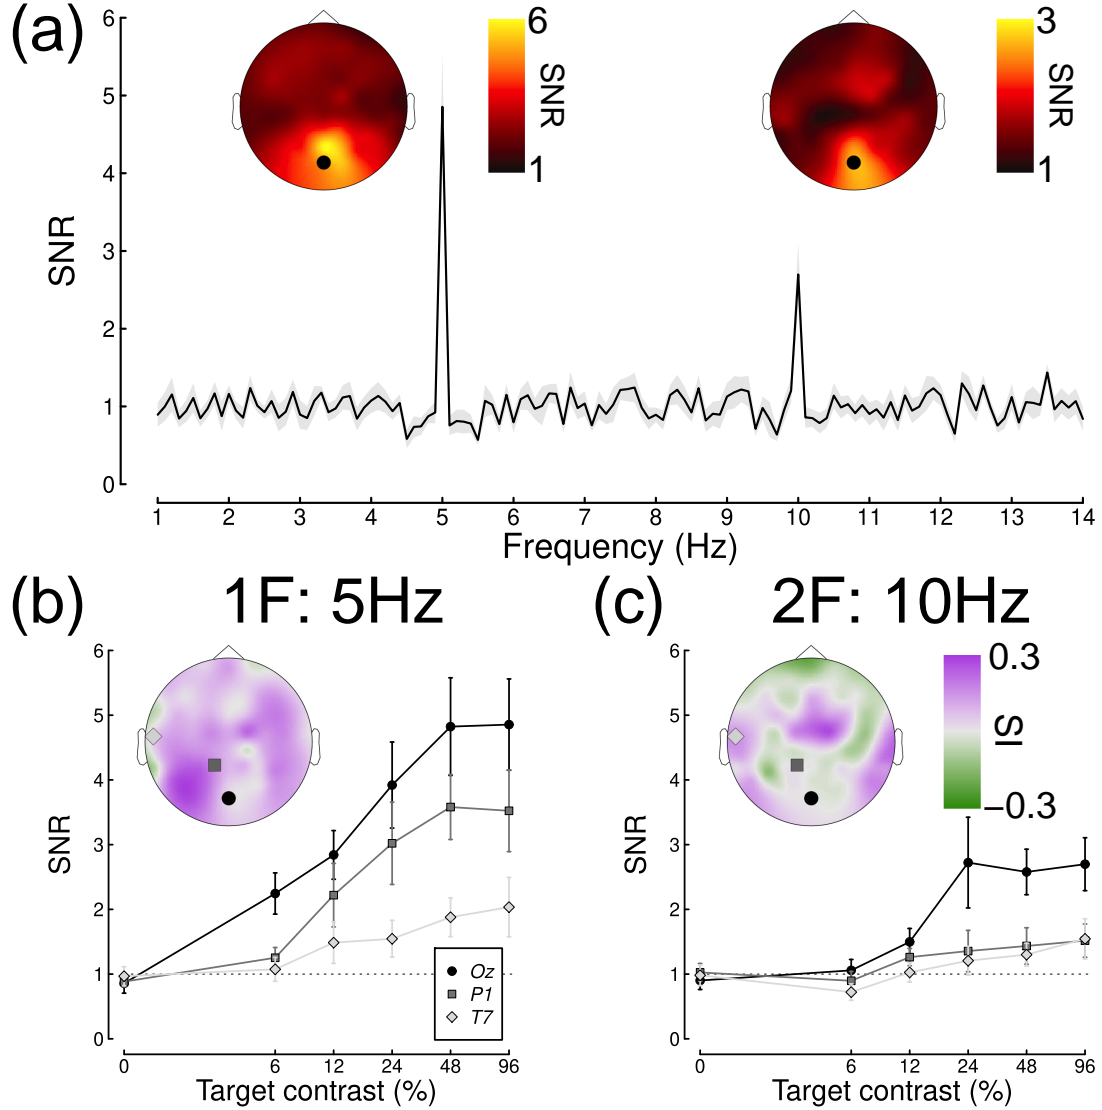 (a)
6
5
4
3
2
1
0
SNR
6
SNR
1
3
SNR
1
1 2 3 4 5 6 7 8 9 10 11 12 13 14
Frequency (Hz)
(b) 1F: 5Hz
6
5
4
3
2
1
0
SNR
Oz
P1
T7
0 6 12 24 48 96
Target contrast (%)
(c) 2F: 10Hz
6
5
4
3
2
1
0
SNR
0.3
SI
−0.3
0 6 12 24 48 96
Target contrast (%)